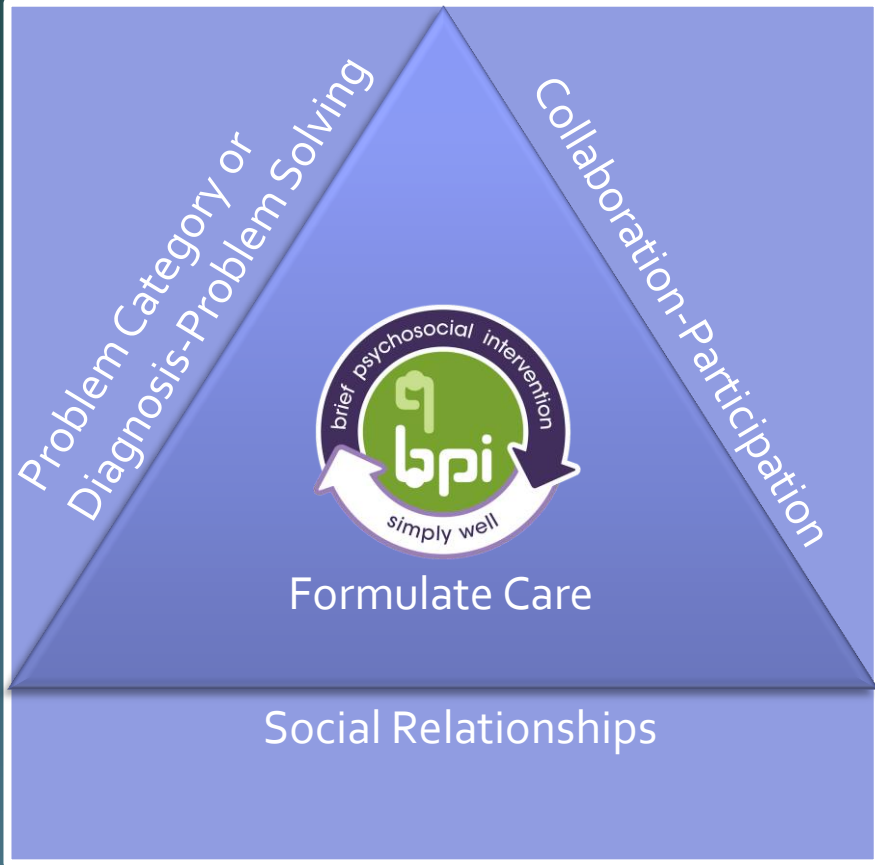 Problem Category or
Diagnosis-Problem Solving
Collaboration-Participation
brief psychosocial intervention
bpi
simply well
Formulate Care
Social Relationships